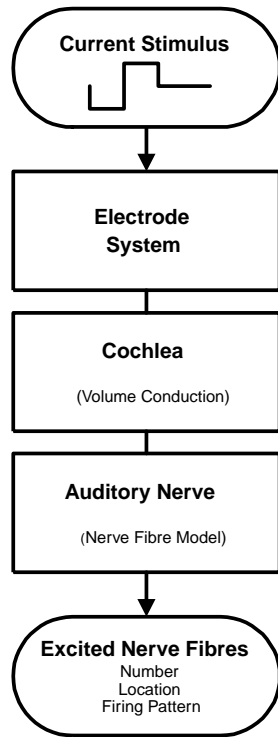 Current Stimulus
Electrode
System
Cochlea
(Volume Conduction)
Auditory Nerve
(Nerve Fibre Model)
Excited Nerve Fibres
Number
Location
Firing Pattern